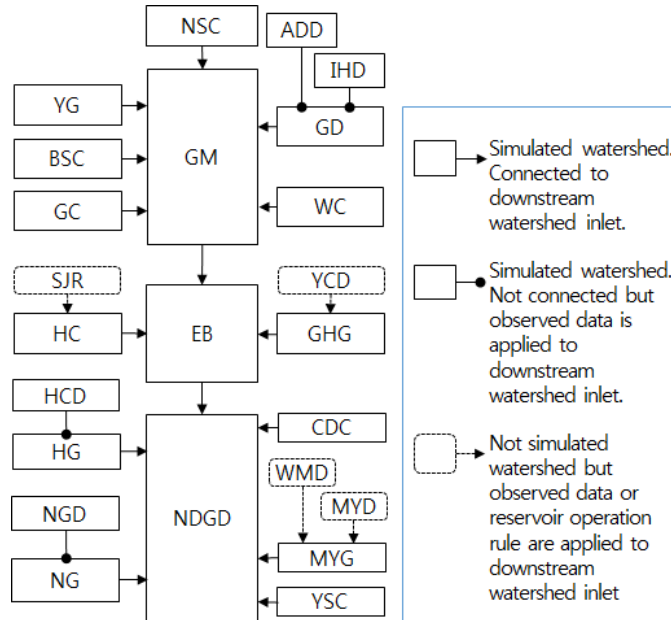 NSC
ADD
IHD
YG
BSC
GC
GM
GD
WC
SJR
HC
EB
YCD
GHG
HCD
HG
NGD
NG
NDGD
CDC
WMD
MYD
MYG
YSC
Simulated watershed.
Connected to
downstream
watershed inlet.
Simulated watershed.
Not connected but
observed data is
applied to
downstream
watershed inlet.
Not simulated
watershed but
observed data or
reservoir operation
rule are applied to
downstream
watershed inlet